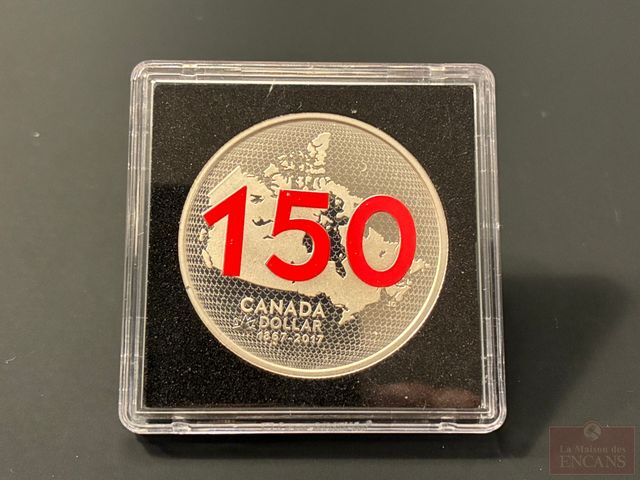 150
CANADA
DOLLAR
1867-2017
La Maison des
ENCANS